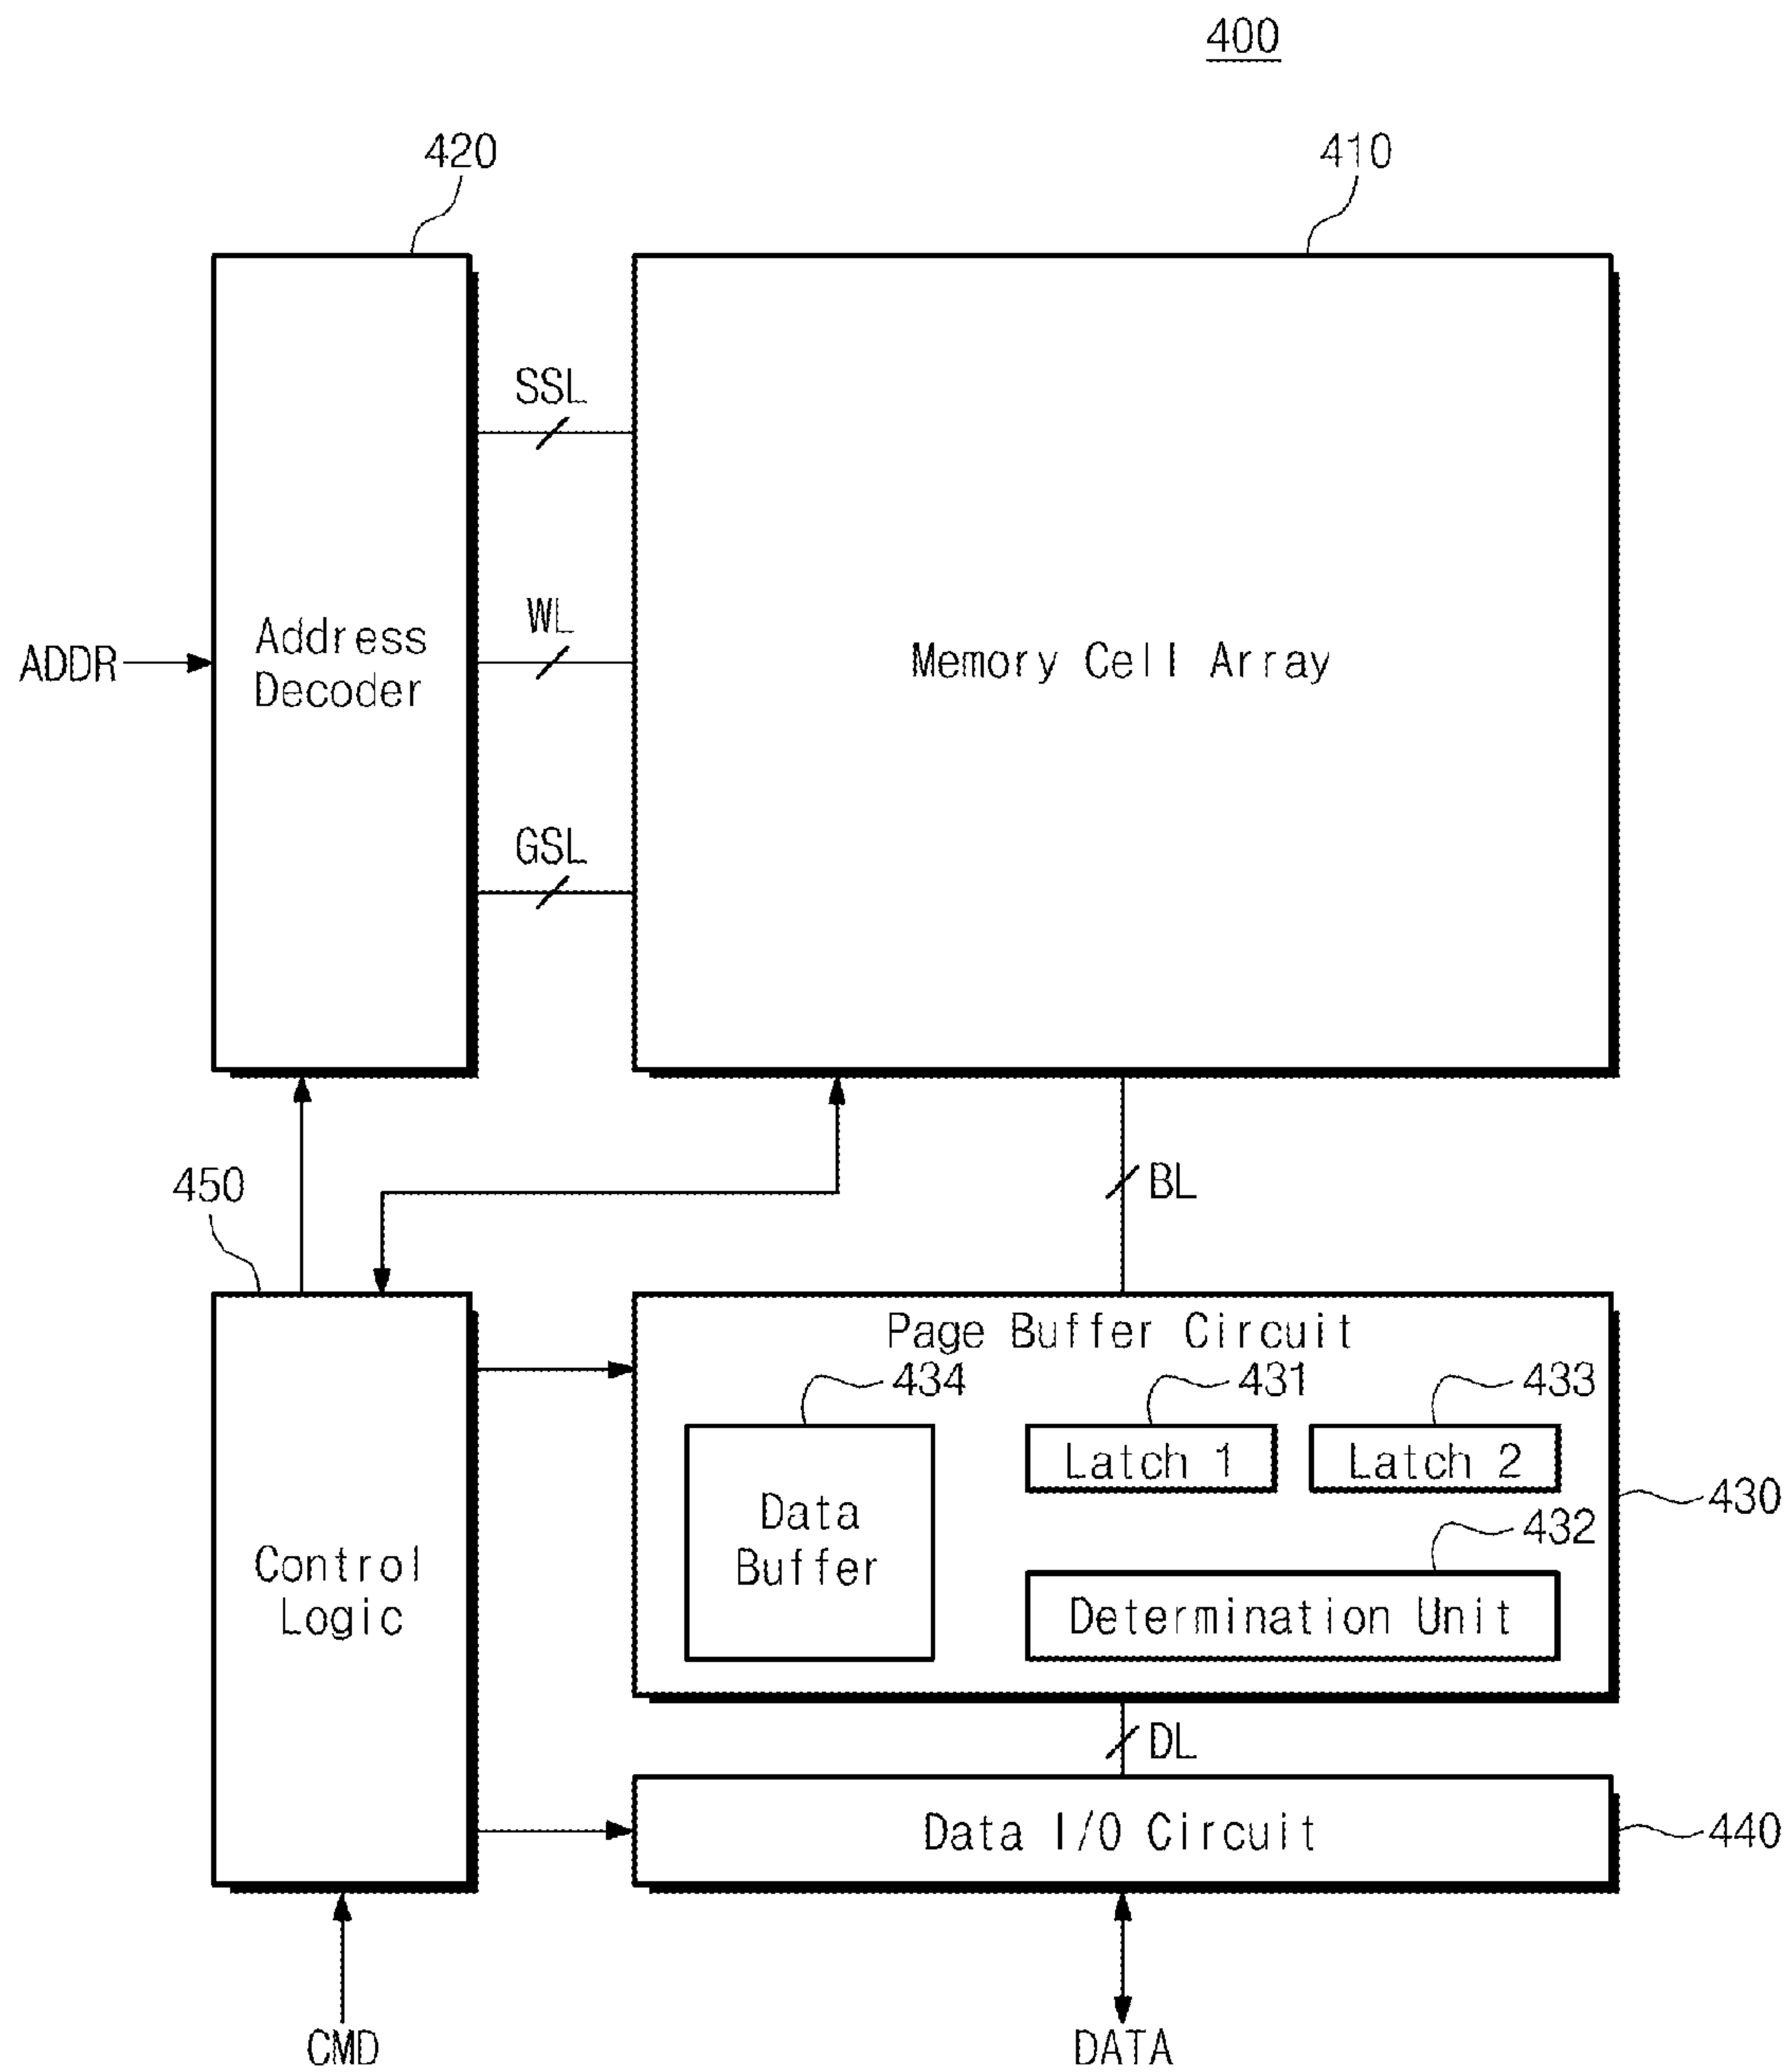 400
420
410
SSL
WL
GSL
ADDR
Address
Decoder
Memory Cell Array
450
BL
Page Buffer Circuit
434
431
433
Latch 1
Latch 2
Data
Buffer
430
432
Determination Unit
Control
Logic
DL
Data I/O Circuit
440
CMD
DATA